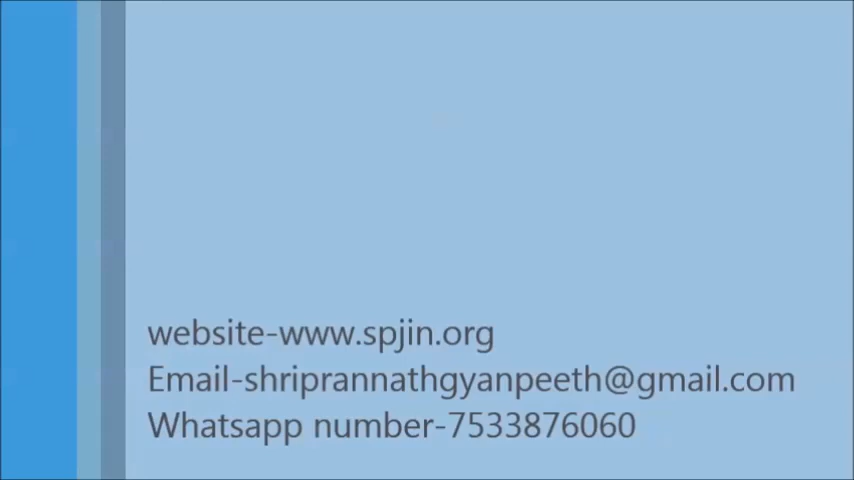 website-www.spjin.org
Email-shriprannathgyanpeeth@gmail.com
Whatsapp number-7533876060